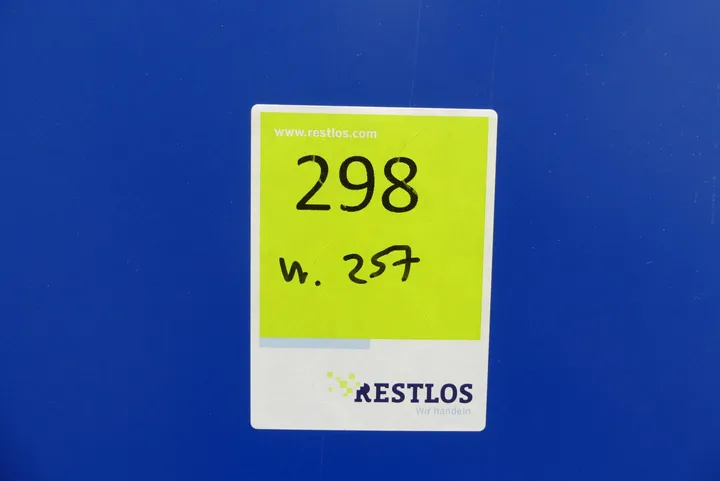 www.restlos.com
298
n. 257
RESTLOS
Wir handeln.